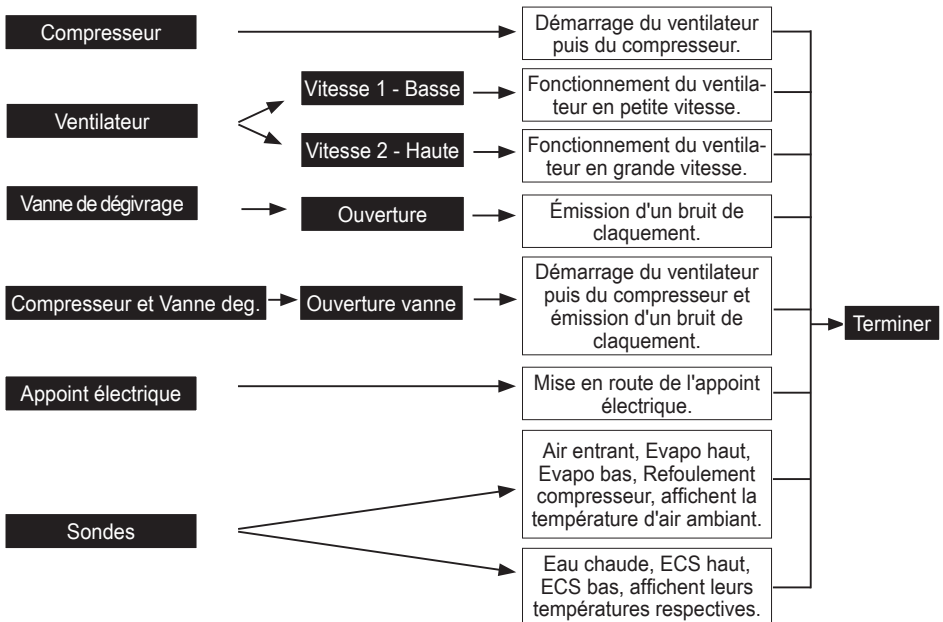 Compresseur
Démarrage du ventilateur
puis du compresseur.
Ventilateur
Vitesse 1 - Basse
Fonctionnement du ventila-
teur en petite vitesse.
Vitesse 2 - Haute
Fonctionnement du ventila-
teur en grande vitesse.
Vanne de dégivrage
Ouverture
Émission d'un bruit de
claquement.
Compresseur et Vanne deg.
Ouverture vanne
Démarrage du ventilateur
puis du compresseur et
émission d'un bruit de
claquement.
Terminer
Appoint électrique
Mise en route de l'appoint
électrique.
Sondes
Air entrant, Evapo haut,
Evapo bas, Refoulement
compresseur, affichent la
température d'air ambiant.
Eau chaude, ECS haut,
ECS bas, affichent leurs
températures respectives.